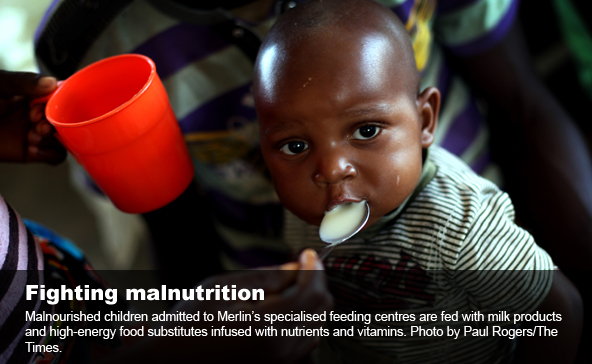 Fighting malnutrition
Malnourished children admitted to Merlin’s specialised feeding centres are fed with milk products
and high-energy food substitutes infused with nutrients and vitamins. Photo by Paul Rogers/The
Times.